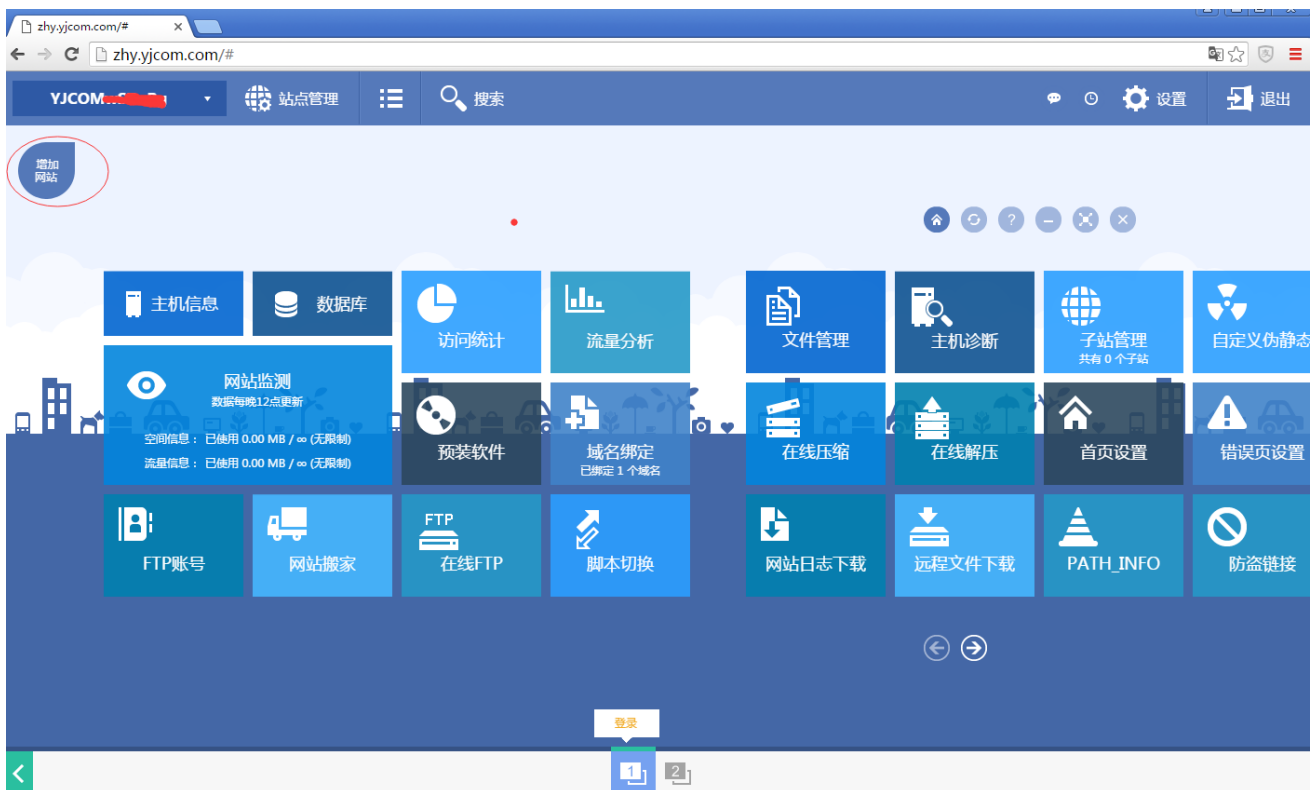 zhy.yjcom.com/#
zhy.yjcom.com/#
YJCOM
站点管理
搜索
设置
退出
增加
网站
主机信息
数据库
访问统计
流量分析
文件管理
主机诊断
子站管理
共有 0 个子站
自定义伪静态
网站监测
数据每晚12点更新
空间信息： 已使用 0.00 MB / ∞ (无限制)
流量信息： 已使用 0.00 MB / ∞ (无限制)
预装软件
域名绑定
已绑定 1 个域名
在线压缩
在线解压
首页设置
错误页设置
FTP账号
网站搬家
FTP
在线FTP
脚本切换
网站日志下载
远程文件下载
PATH_INFO
防盗链接
登录
1
2